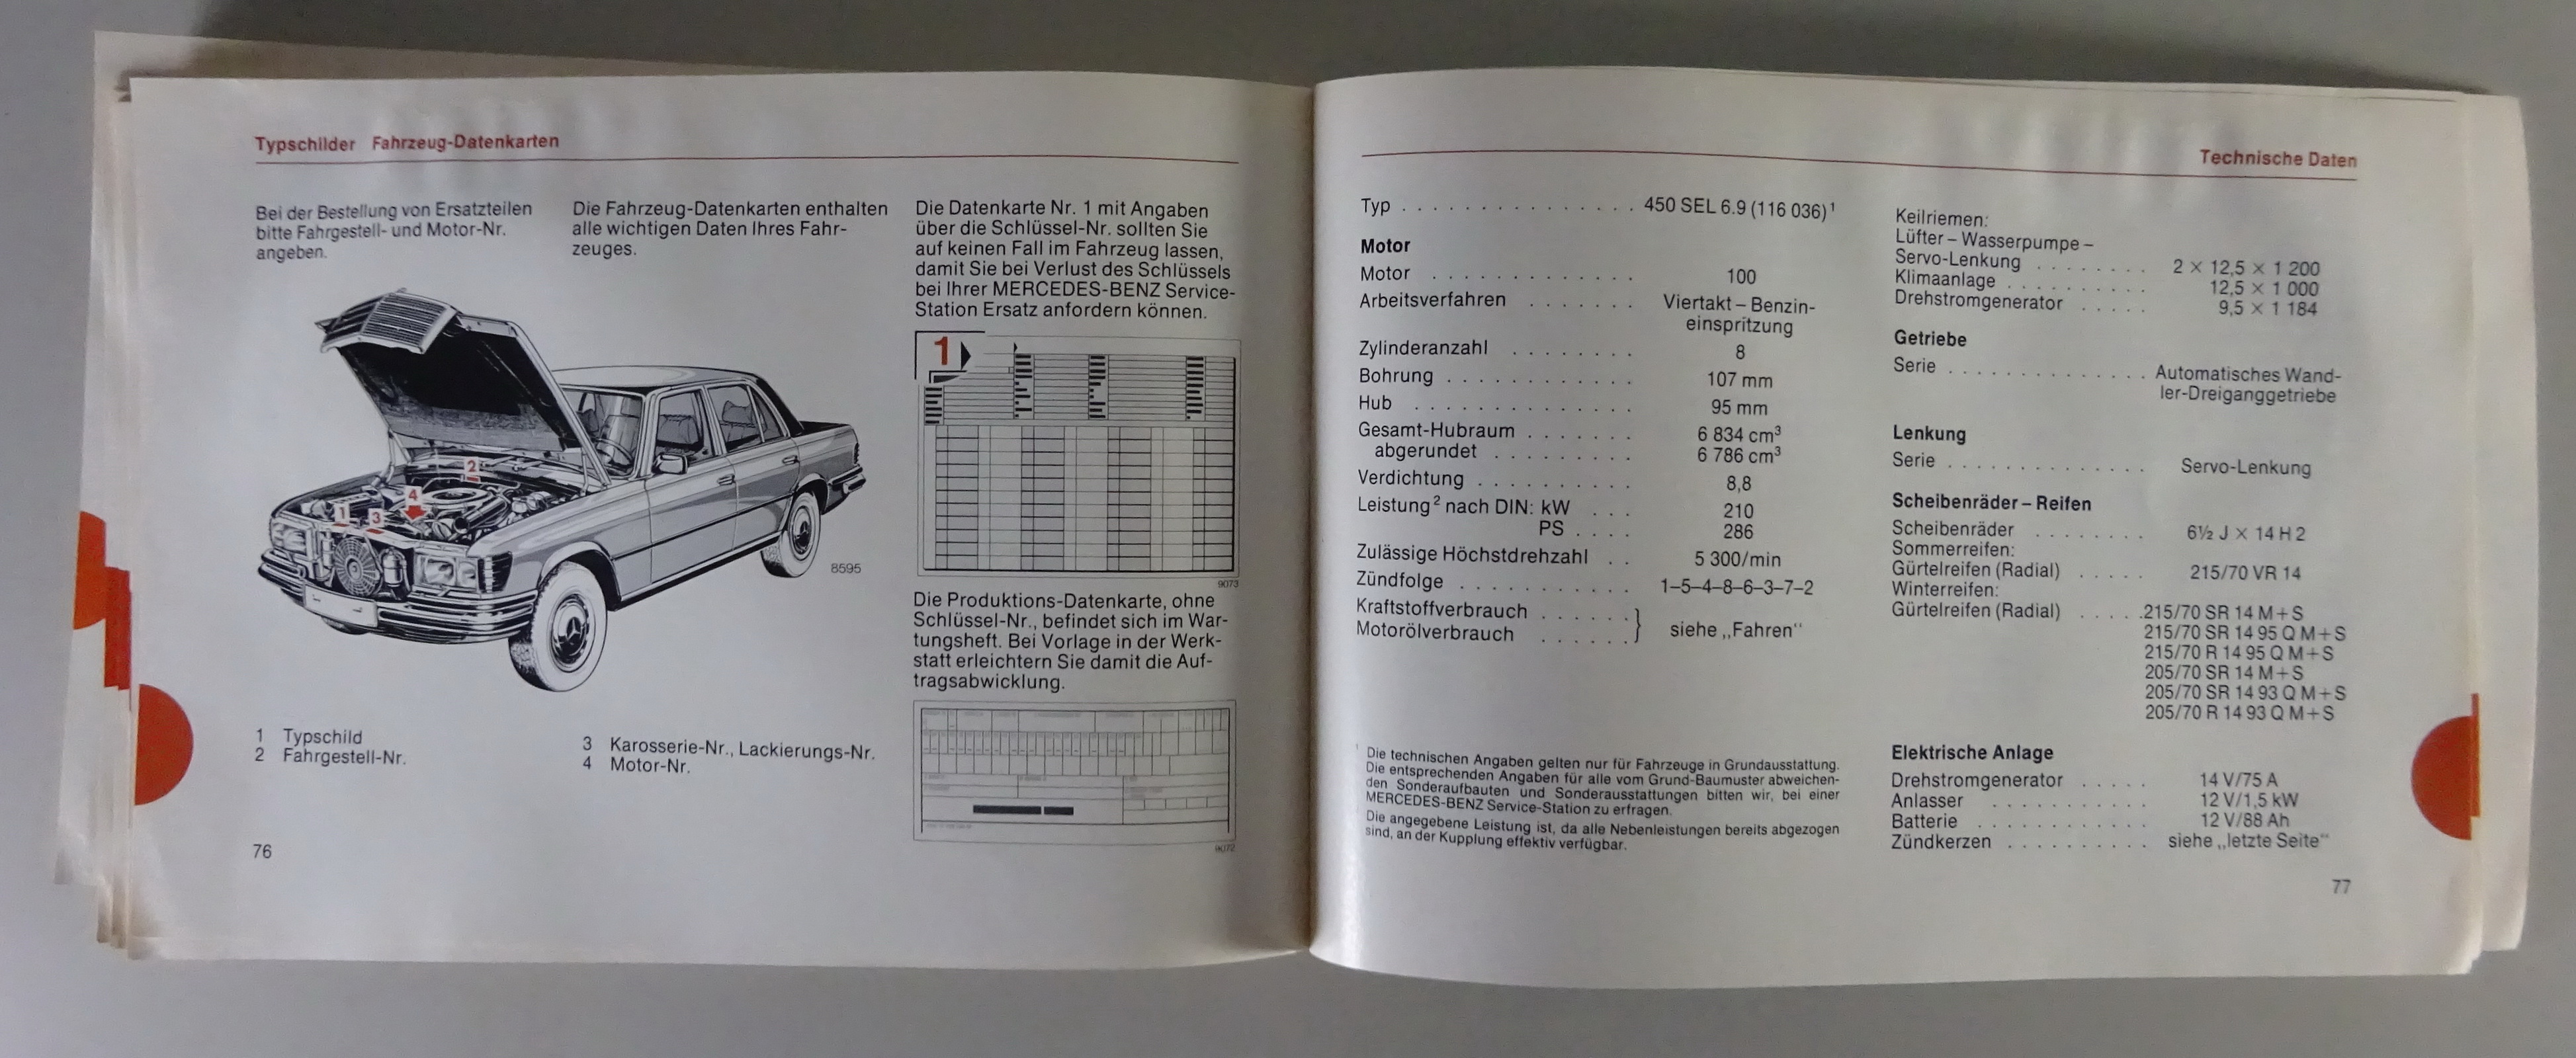 Typschilder Fahrzeug-Datenkarten
Bei der Bestellung von Ersatzteilen
bitte Fahrgestell- und Motor-Nr.
angeben.
Die Fahrzeug-Datenkarten enthalten
alle wichtigen Daten Ihres Fahr-
zeuges.
2
4
1
3
8595
1 Typschild
2 Fahrgestell-Nr.
3 Karosserie-Nr., Lackierungs-Nr.
4 Motor-Nr.
Die Datenkarte Nr. 1 mit Angaben
über die Schlüssel-Nr. sollten Sie
auf keinen Fall im Fahrzeug lassen,
damit Sie bei Verlust des Schlüssels
bei Ihrer MERCEDES-BENZ Service-
Station Ersatz anfordern können.
1
9073
Die Produktions-Datenkarte, ohne
Schlüssel-Nr., befindet sich im War-
tungsheft. Bei Vorlage in der Werk-
statt erleichtern Sie damit die Auf-
tragsabwicklung.
76
Technische Daten
Typ . . . . . . . . . . . . . . . 450 SEL 6.9 (116 036)¹
Motor
Motor . . . . . . . . . . . . . 100
Arbeitsverfahren . . . . . . . Viertakt – Benzin-
einspritzung
Zylinderanzahl . . . . . . . . 8
Bohrung . . . . . . . . . . . . 107 mm
Hub . . . . . . . . . . . . . . 95 mm
Gesamt-Hubraum . . . . . . . 6 834 cm³
abgerundet . . . . . . . . . 6 786 cm³
Verdichtung . . . . . . . . . . 8,8
Leistung² nach DIN: kW . . . 210
PS . . . . 286
Zulässige Höchstdrehzahl . . 5 300/min
Zündfolge . . . . . . . . . . . 1–5–4–8–6–3–7–2
Kraftstoffverbrauch . . . . . .
Motorölverbrauch . . . . . . } siehe „Fahren“
¹ Die technischen Angaben gelten nur für Fahrzeuge in Grundausstattung.
Die entsprechenden Angaben für alle vom Grund-Baumuster abweichen-
den Sonderaufbauten und Sonderausstattungen bitten wir, bei einer
MERCEDES-BENZ Service-Station zu erfragen.
Die angegebene Leistung ist, da alle Nebenleistungen bereits abgezogen
sind, an der Kupplung effektiv verfügbar.
Keilriemen:
Lüfter – Wasserpumpe –
Servo-Lenkung . . . . . . . . 2 × 12,5 × 1 200
Klimaanlage . . . . . . . . . . 12,5 × 1 000
Drehstromgenerator . . . . . 9,5 × 1 184
Getriebe
Serie . . . . . . . . . . . . . . Automatisches Wand-
ler-Dreiganggetriebe
Lenkung
Serie . . . . . . . . . . . . . . Servo-Lenkung
Scheibenräder – Reifen
Scheibenräder . . . . . . . . 6½ J × 14 H 2
Sommerreifen:
Gürtelreifen (Radial) . . . . . 215/70 VR 14
Winterreifen:
Gürtelreifen (Radial) . . . . . 215/70 SR 14 M+S
215/70 SR 14 95 Q M+S
215/70 R 14 95 Q M+S
205/70 SR 14 M+S
205/70 SR 14 93 Q M+S
205/70 R 14 93 Q M+S
Elektrische Anlage
Drehstromgenerator . . . . . 14 V/75 A
Anlasser . . . . . . . . . . . 12 V/1,5 kW
Batterie . . . . . . . . . . . . 12 V/88 Ah
Zündkerzen . . . . . . . . . . siehe „letzte Seite“
77